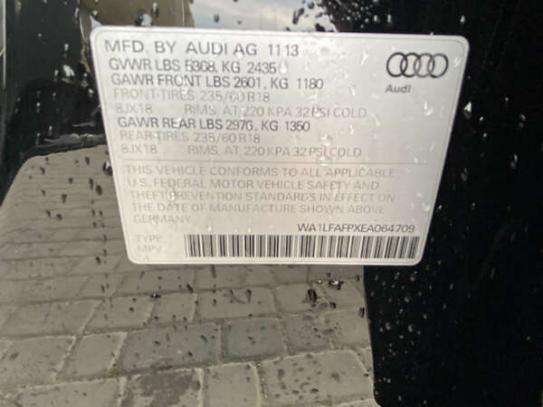 MFD. BY AUDI AG 11 13
GVWR LBS 5368, KG 2435
GAWR FRONT LBS 2601, KG 1180
FRONT-TIRES 235/60 R18
8JX18 RIMS, AT 220 KPA 32 PSI COLD
GAWR REAR LBS 2976, KG 1350
REAR-TIRES 235/60 R18
8JX18 RIMS, AT 220 KPA 32 PSI COLD
THIS VEHICLE CONFORMS TO ALL APPLICABLE
U.S. FEDERAL MOTOR VEHICLE SAFETY AND
THEFT PREVENTION STANDARDS IN EFFECT ON
THE DATE OF MANUFACTURE SHOWN ABOVE.
GERMANY
WA1LFAFPXEA064709
TYPE:
MPV
Audi